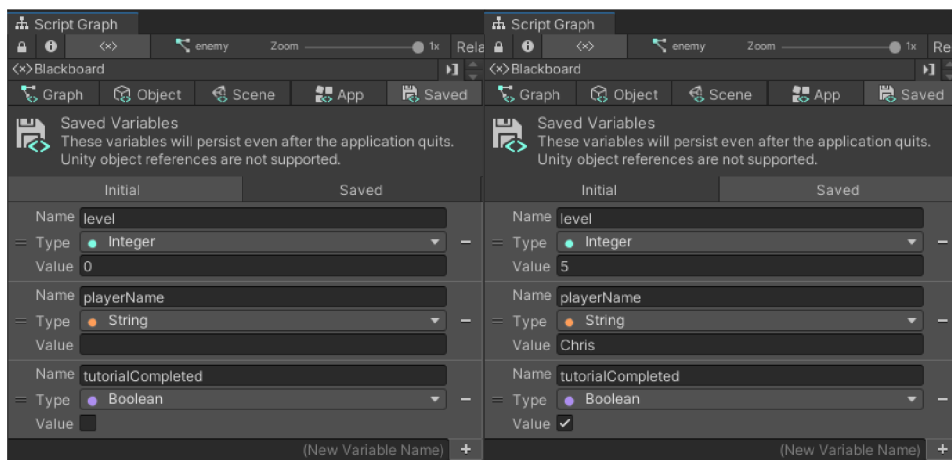 Script Graph
<×> enemy Zoom 1x Rela
<×>Blackboard
Graph Object Scene App Saved
Saved Variables
These variables will persist even after the application quits.
Unity object references are not supported.
Initial Saved
Name level
Type Integer
Value 0
Name playerName
Type String
Value
Name tutorialCompleted
Type Boolean
Value
(New Variable Name) +
Script Graph
<×> enemy Zoom 1x Re
<×>Blackboard
Graph Object Scene App Saved
Saved Variables
These variables will persist even after the application quits.
Unity object references are not supported.
Initial Saved
Name level
Type Integer
Value 5
Name playerName
Type String
Value Chris
Name tutorialCompleted
Type Boolean
Value
(New Variable Name) +